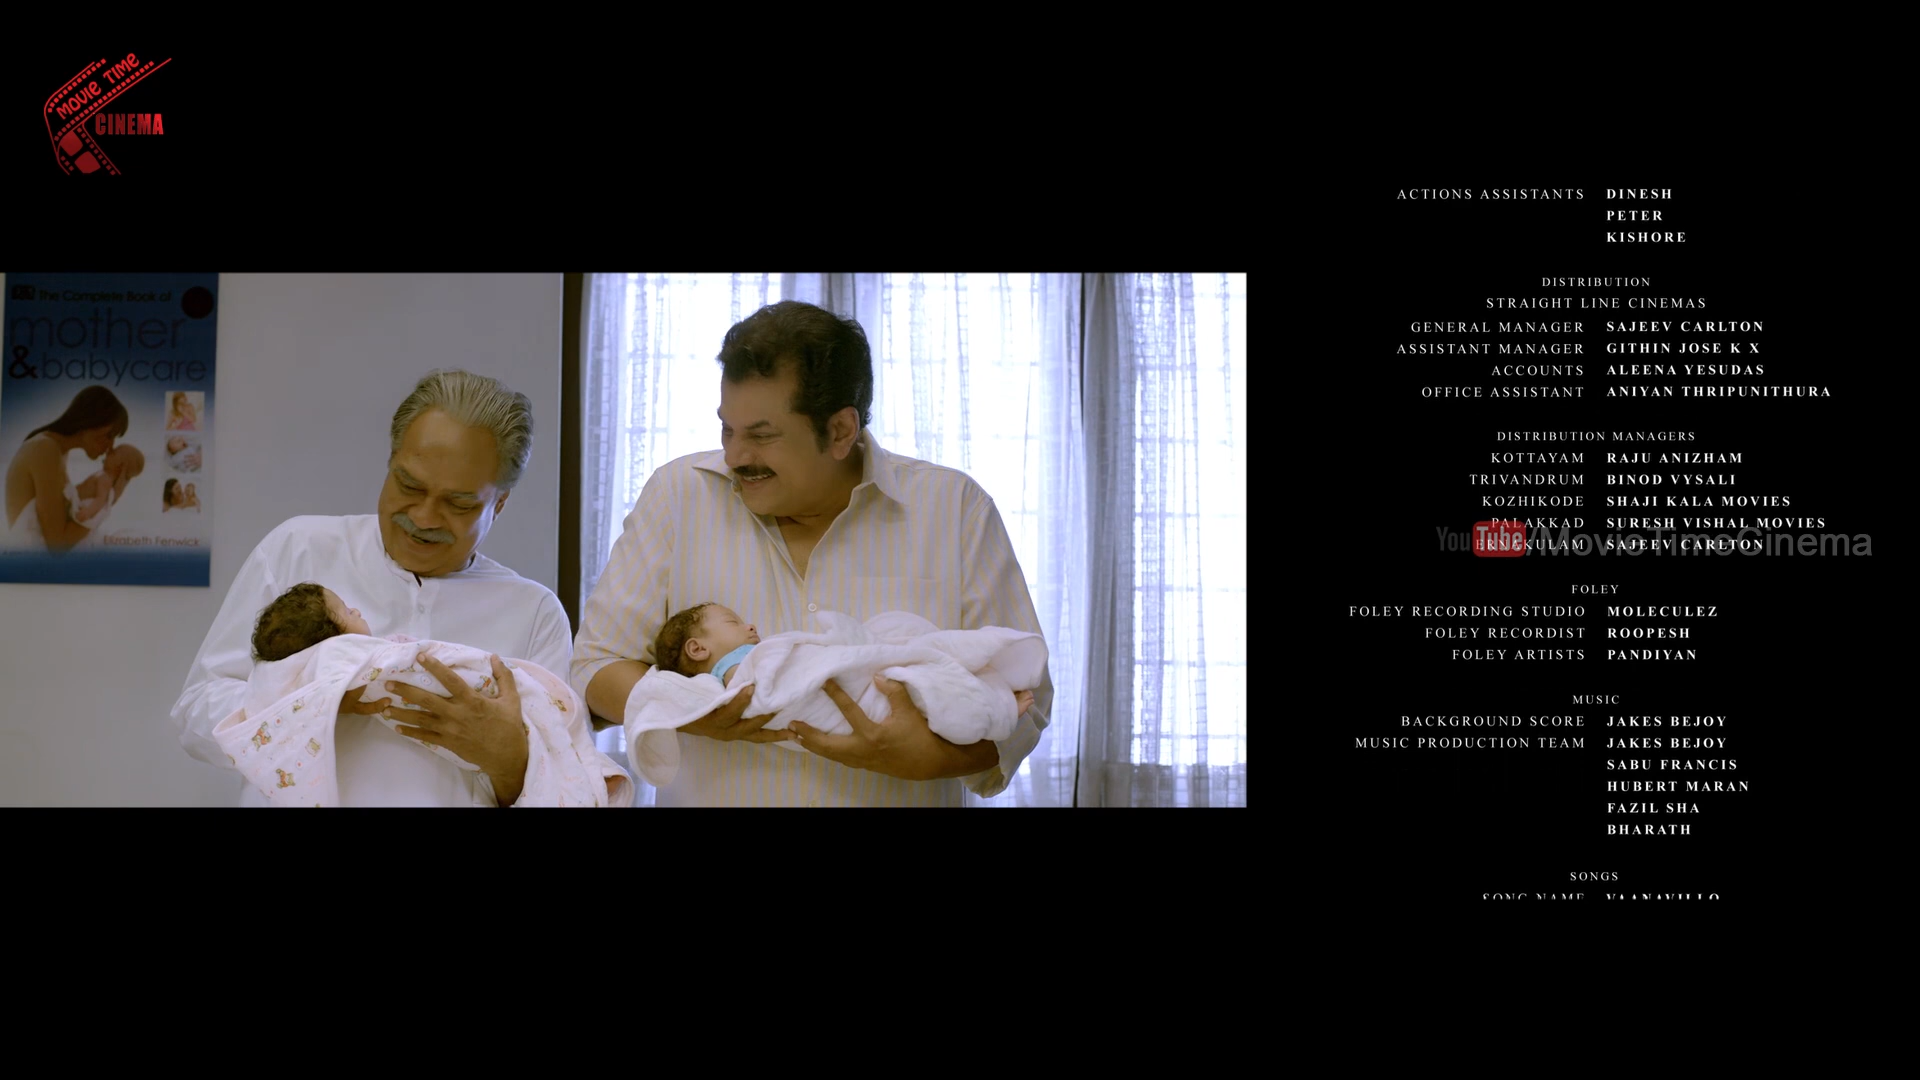 MOVIE TIME
CINEMA
The Complete Book of
mother
& babycare
Elizabeth Fenwick
ACTIONS ASSISTANTS DINESH
PETER
KISHORE
DISTRIBUTION
STRAIGHT LINE CINEMAS
GENERAL MANAGER SAJEEV CARLTON
ASSISTANT MANAGER GITHIN JOSE K X
ACCOUNTS ALEENA YESUDAS
OFFICE ASSISTANT ANIYAN THRIPUNITHURA
DISTRIBUTION MANAGERS
KOTTAYAM RAJU ANIZHAM
TRIVANDRUM BINOD VYSALI
KOZHIKODE SHAJI KALA MOVIES
PALAKKAD SURESH VISHAL MOVIES
ERNAKULAM SAJEEV CARLTON
YouTube/MovieTimeCinema
FOLEY
FOLEY RECORDING STUDIO MOLECULEZ
FOLEY RECORDIST ROOPESH
FOLEY ARTISTS PANDIYAN
MUSIC
BACKGROUND SCORE JAKES BEJOY
MUSIC PRODUCTION TEAM JAKES BEJOY
SABU FRANCIS
HUBERT MARAN
FAZIL SHA
BHARATH
SONGS
SONG NAME VAANAVILLO